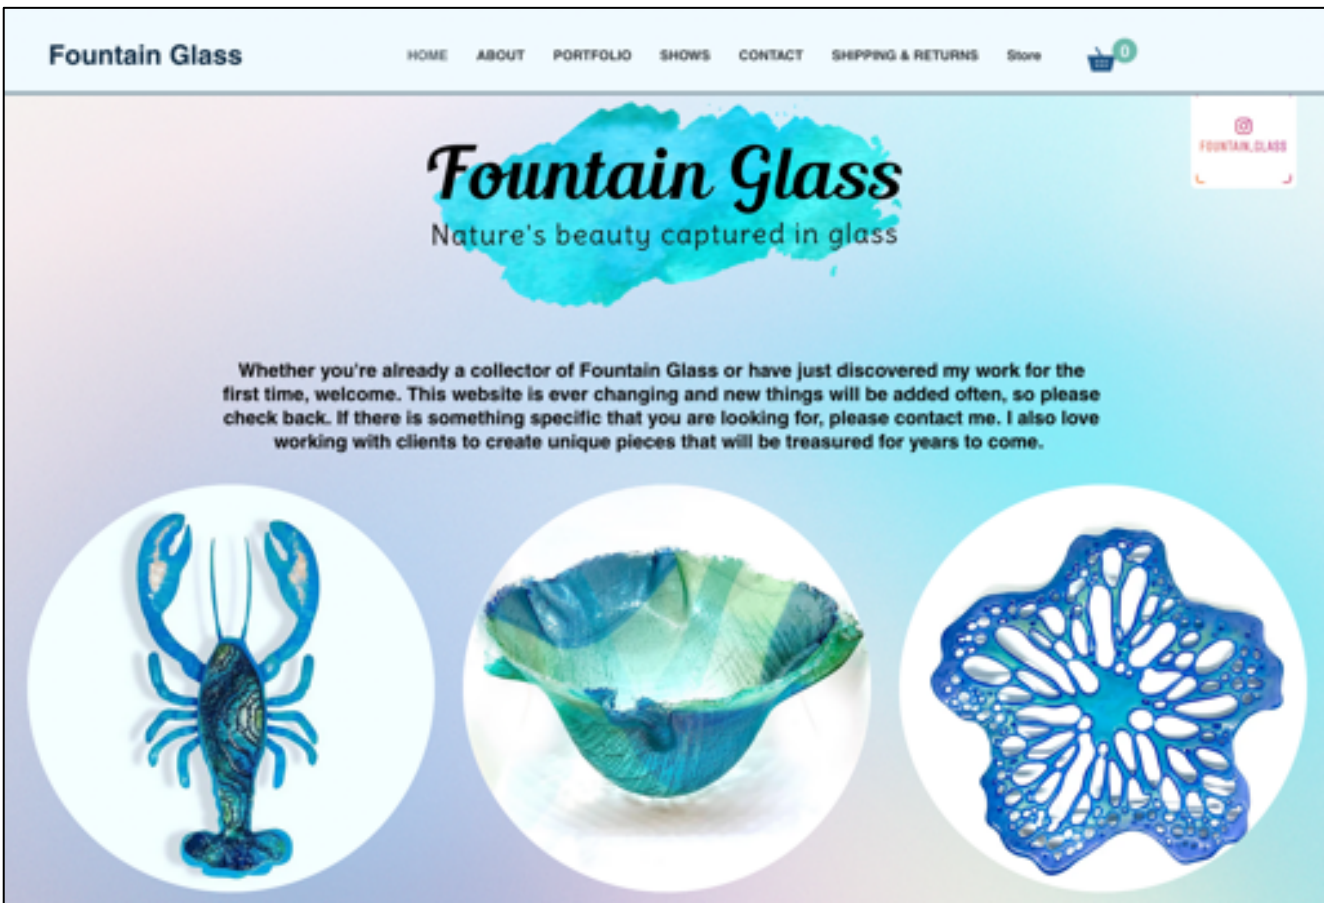 Fountain Glass
HOME ABOUT PORTFOLIO SHOWS CONTACT SHIPPING & RETURNS Store 0
FOUNTAIN_GLASS
Fountain Glass
Nature's beauty captured in glass
Whether you're already a collector of Fountain Glass or have just discovered my work for the
first time, welcome. This website is ever changing and new things will be added often, so please
check back. If there is something specific that you are looking for, please contact me. I also love
working with clients to create unique pieces that will be treasured for years to come.